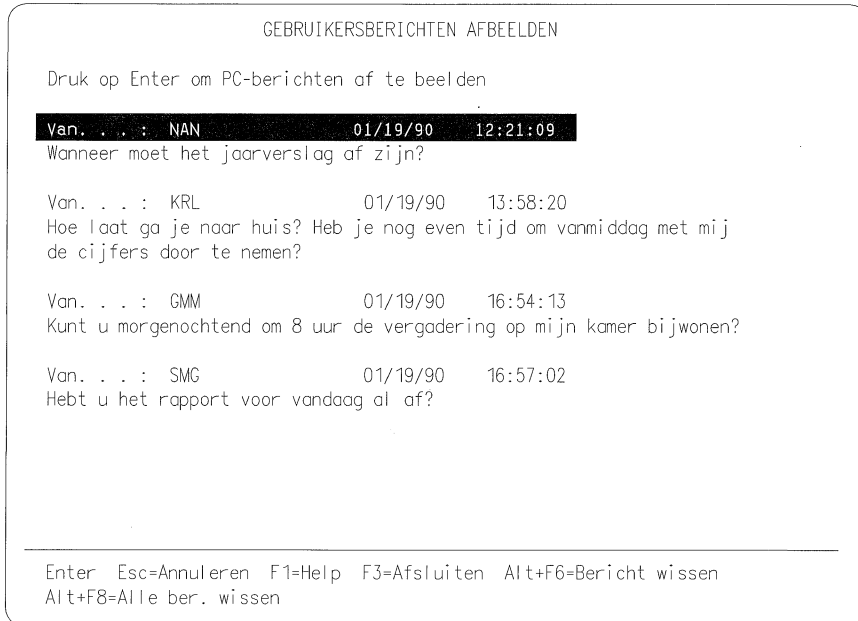 GEBRUIKERSBERICHTEN AFBEELDEN
Druk op Enter om PC-berichten af te beelden
Van. . . : NAN 01/19/90 12:21:09
Wanneer moet het jaarverslag af zijn?
Van. . . : KRL 01/19/90 13:58:20
Hoe laat ga je naar huis? Heb je nog even tijd om vanmiddag met mij
de cijfers door te nemen?
Van. . . : GMM 01/19/90 16:54:13
Kunt u morgenochtend om 8 uur de vergadering op mijn kamer bijwonen?
Van. . . : SMG 01/19/90 16:57:02
Hebt u het rapport voor vandaag al af?
Enter Esc=Annuleren F1=Help F3=Afsluiten Alt+F6=Bericht wissen
Alt+F8=Alle ber. wissen